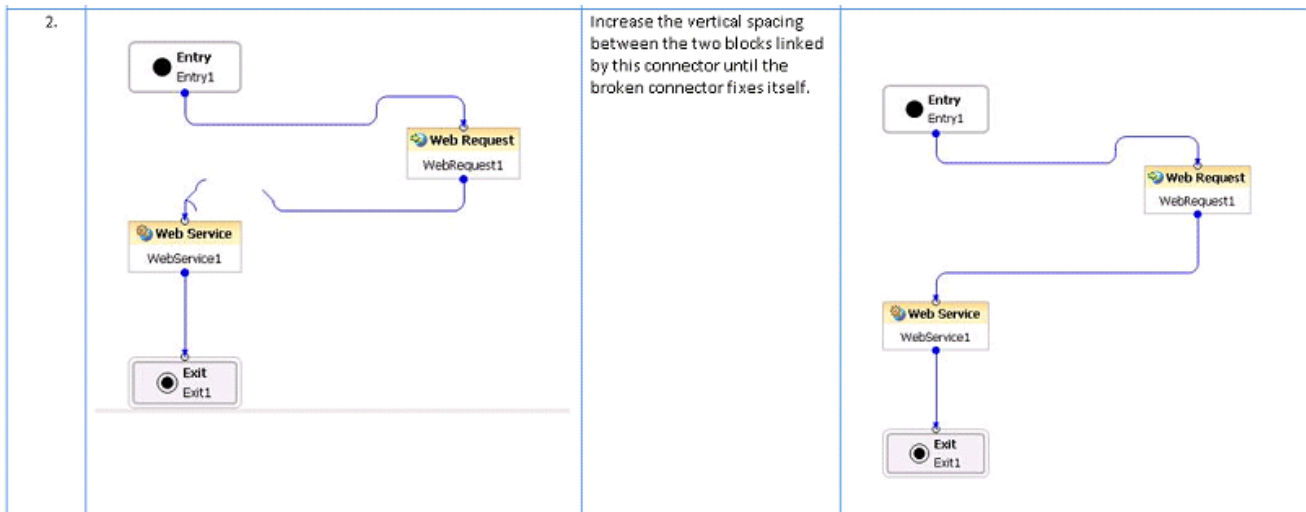 2.
Entry
Entry1
Web Request
WebRequest1
Web Service
WebService1
Exit
Exit1
Increase the vertical spacing
between the two blocks linked
by this connector until the
broken connector fixes itself.
Entry
Entry1
Web Request
WebRequest1
Web Service
WebService1
Exit
Exit1